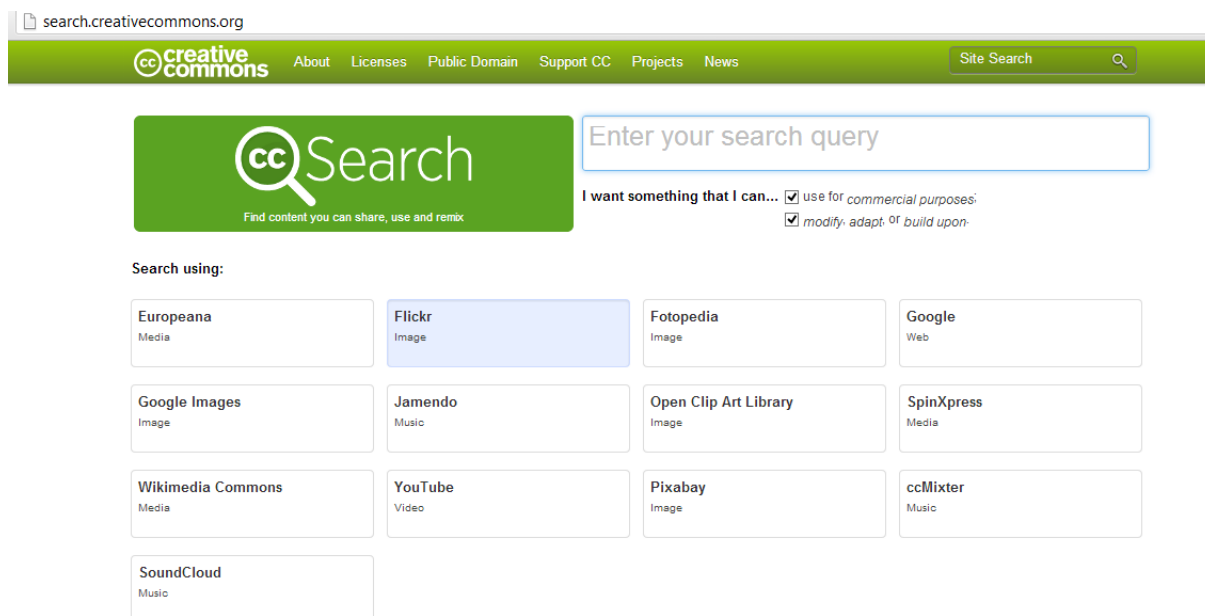 search.creativecommons.org
cc creative commons About Licenses Public Domain Support CC Projects News Site Search
cc Search
Find content you can share, use and remix
Enter your search query
I want something that I can... use for commercial purposes;
modify, adapt, or build upon.
Search using:
Europeana Flickr Fotopedia Google
Media Image Image Web
Google Images Jamendo Open Clip Art Library SpinXpress
Image Music Image Media
Wikimedia Commons YouTube Pixabay ccMixter
Media Video Image Music
SoundCloud
Music